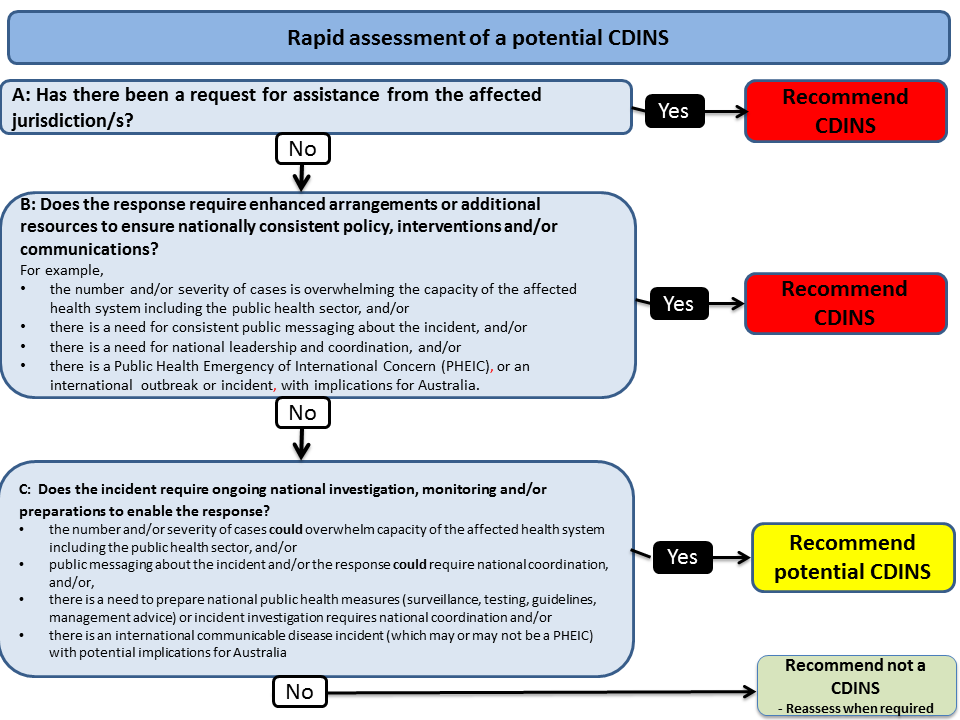 Rapid assessment of a potential CDINS
A: Has there been a request for assistance from the affected
jurisdiction/s?
Yes
Recommend
CDINS
No
B: Does the response require enhanced arrangements or additional
resources to ensure nationally consistent policy, interventions and/or
communications?
For example,
• the number and/or severity of cases is overwhelming the capacity of the affected
health system including the public health sector, and/or
• there is a need for consistent public messaging about the incident, and/or
• there is a need for national leadership and coordination, and/or
• there is a Public Health Emergency of International Concern (PHEIC), or an
international outbreak or incident, with implications for Australia.
Yes
Recommend
CDINS
No
C: Does the incident require ongoing national investigation, monitoring and/or
preparations to enable the response?
• the number and/or severity of cases could overwhelm capacity of the affected health system
including the public health sector, and/or
• public messaging about the incident and/or the response could require national coordination,
and/or,
• there is a need to prepare national public health measures (surveillance, testing, guidelines,
management advice) or incident investigation requires national coordination and/or
• there is an international communicable disease incident (which may or may not be a PHEIC)
with potential implications for Australia
Yes
Recommend
potential CDINS
No
Recommend not a
CDINS
- Reassess when required